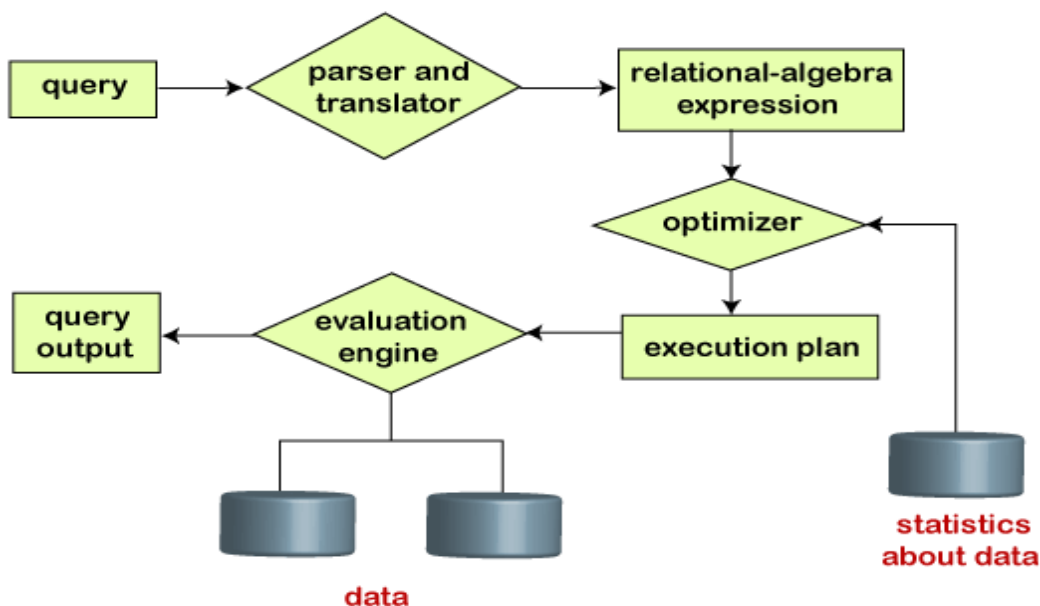 query
parser and
translator
relational-algebra
expression
optimizer
query
output
evaluation
engine
execution plan
statistics
about data
data